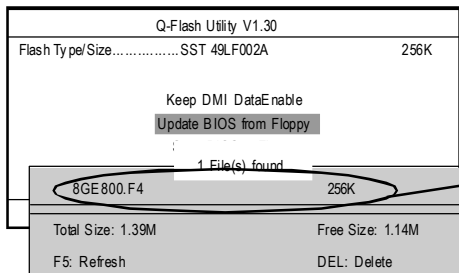 Q-Flash Utility V1.30
Flash Type/Size................SST 49LF002A 256K
Keep DMI DataEnable
Update BIOS from Floppy
1 File(s) found
8GE800.F4 256K
Total Size: 1.39M Free Size: 1.14M
F5: Refresh DEL: Delete